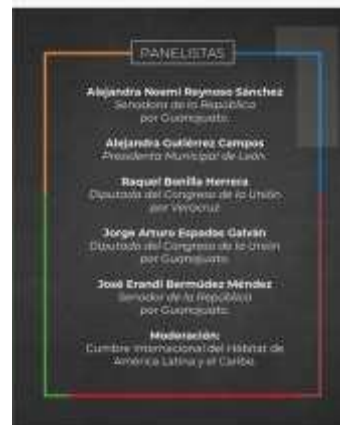 PANELISTAS
Alejandra Noemí Reynoso Sánchez
Senadora de la República
por Guanajuato.
Alejandra Gutiérrez Campos
Presidenta Municipal de León.
Raquel Bonilla Herrera
Diputada del Congreso de la Unión
por Veracruz.
Jorge Arturo Espadas Galván
Diputado del Congreso de la Unión
por Guanajuato.
José Erandi Bermúdez Méndez
Senador de la República
por Guanajuato.
Moderación:
Cumbre Internacional del Hábitat de
América Latina y el Caribe.